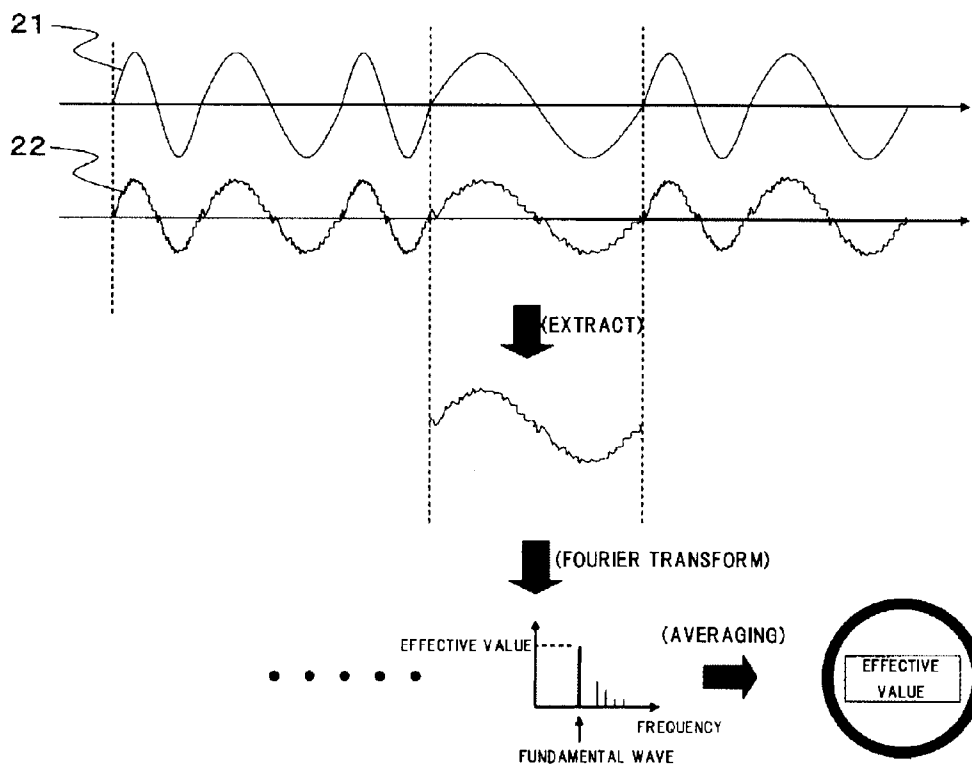 21
22
(EXTRACT)
(FOURIER TRANSFORM)
EFFECTIVE VALUE
FREQUENCY
FUNDAMENTAL WAVE
(AVERAGING)
EFFECTIVE
VALUE